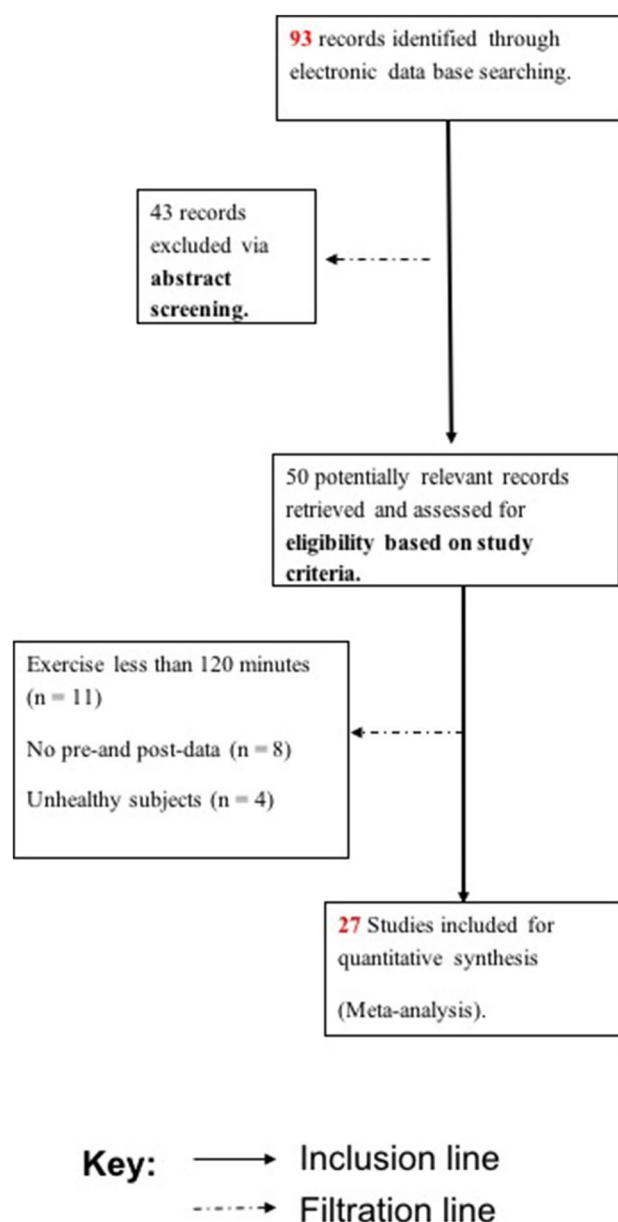 93 records identified through
electronic data base searching.
43 records
excluded via
abstract
screening.
50 potentially relevant records
retrieved and assessed for
eligibility based on study
criteria.
Exercise less than 120 minutes
(n = 11)
No pre-and post-data (n = 8)
Unhealthy subjects (n = 4)
27 Studies included for
quantitative synthesis
(Meta-analysis).
Key:
Inclusion line
Filtration line